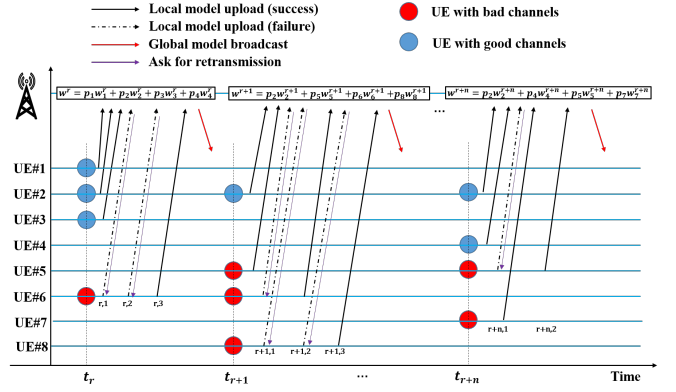 Local model upload (success)
Local model upload (failure)
Global model broadcast
Ask for retransmission
UE with bad channels
UE with good channels
w^r = p_1w_1^r + p_2w_2^r + p_3w_3^r + p_4w_4^r
w^{r+1} = p_2w_2^{r+1} + p_5w_5^{r+1} + p_6w_6^{r+1} + p_8w_8^{r+1}
w^{r+n} = p_2w_2^{r+n} + p_4w_4^{r+n} + p_5w_5^{r+n} + p_7w_7^{r+n}
...
UE#1
UE#2
UE#3
UE#4
UE#5
UE#6
r,1 r,2 r,3
UE#7
r+n,1 r+n,2
UE#8
r+1,1 r+1,2 r+1,3
t_r t_{r+1} ... t_{r+n} Time